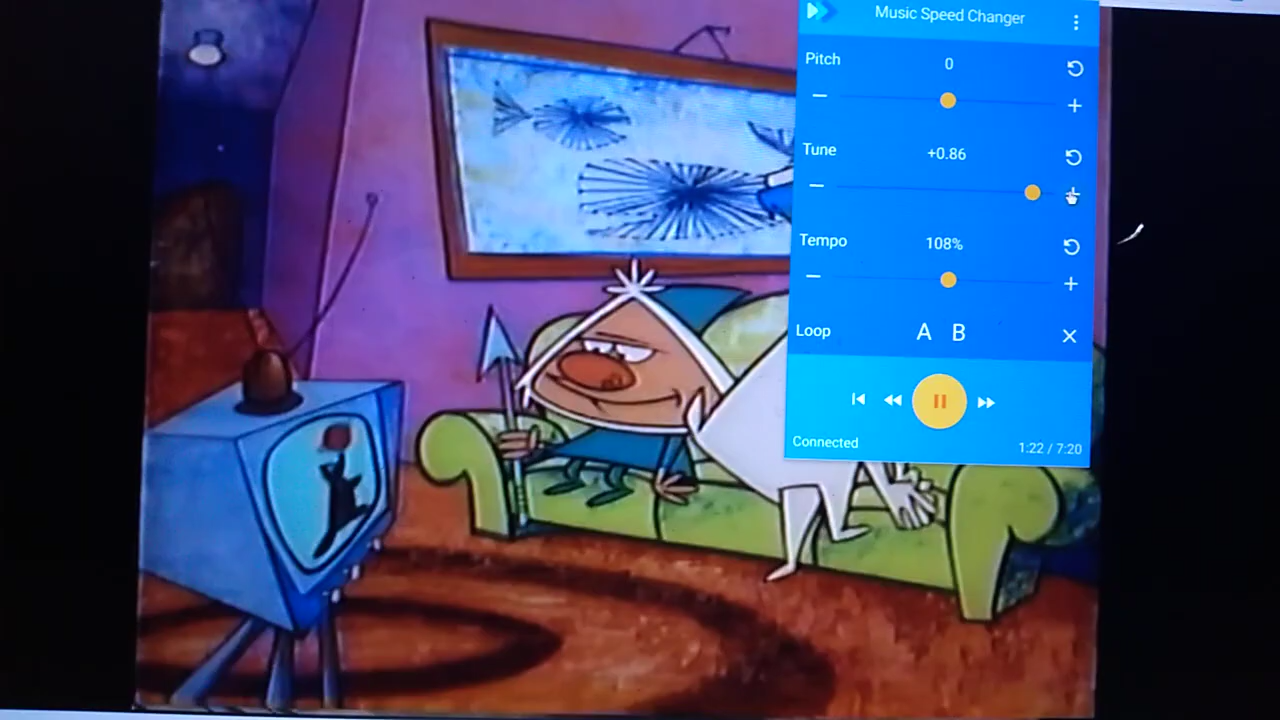 Music Speed Changer
Pitch
0
Tune
+0.86
Tempo
108%
Loop
A B
Connected
1:22 / 7:20